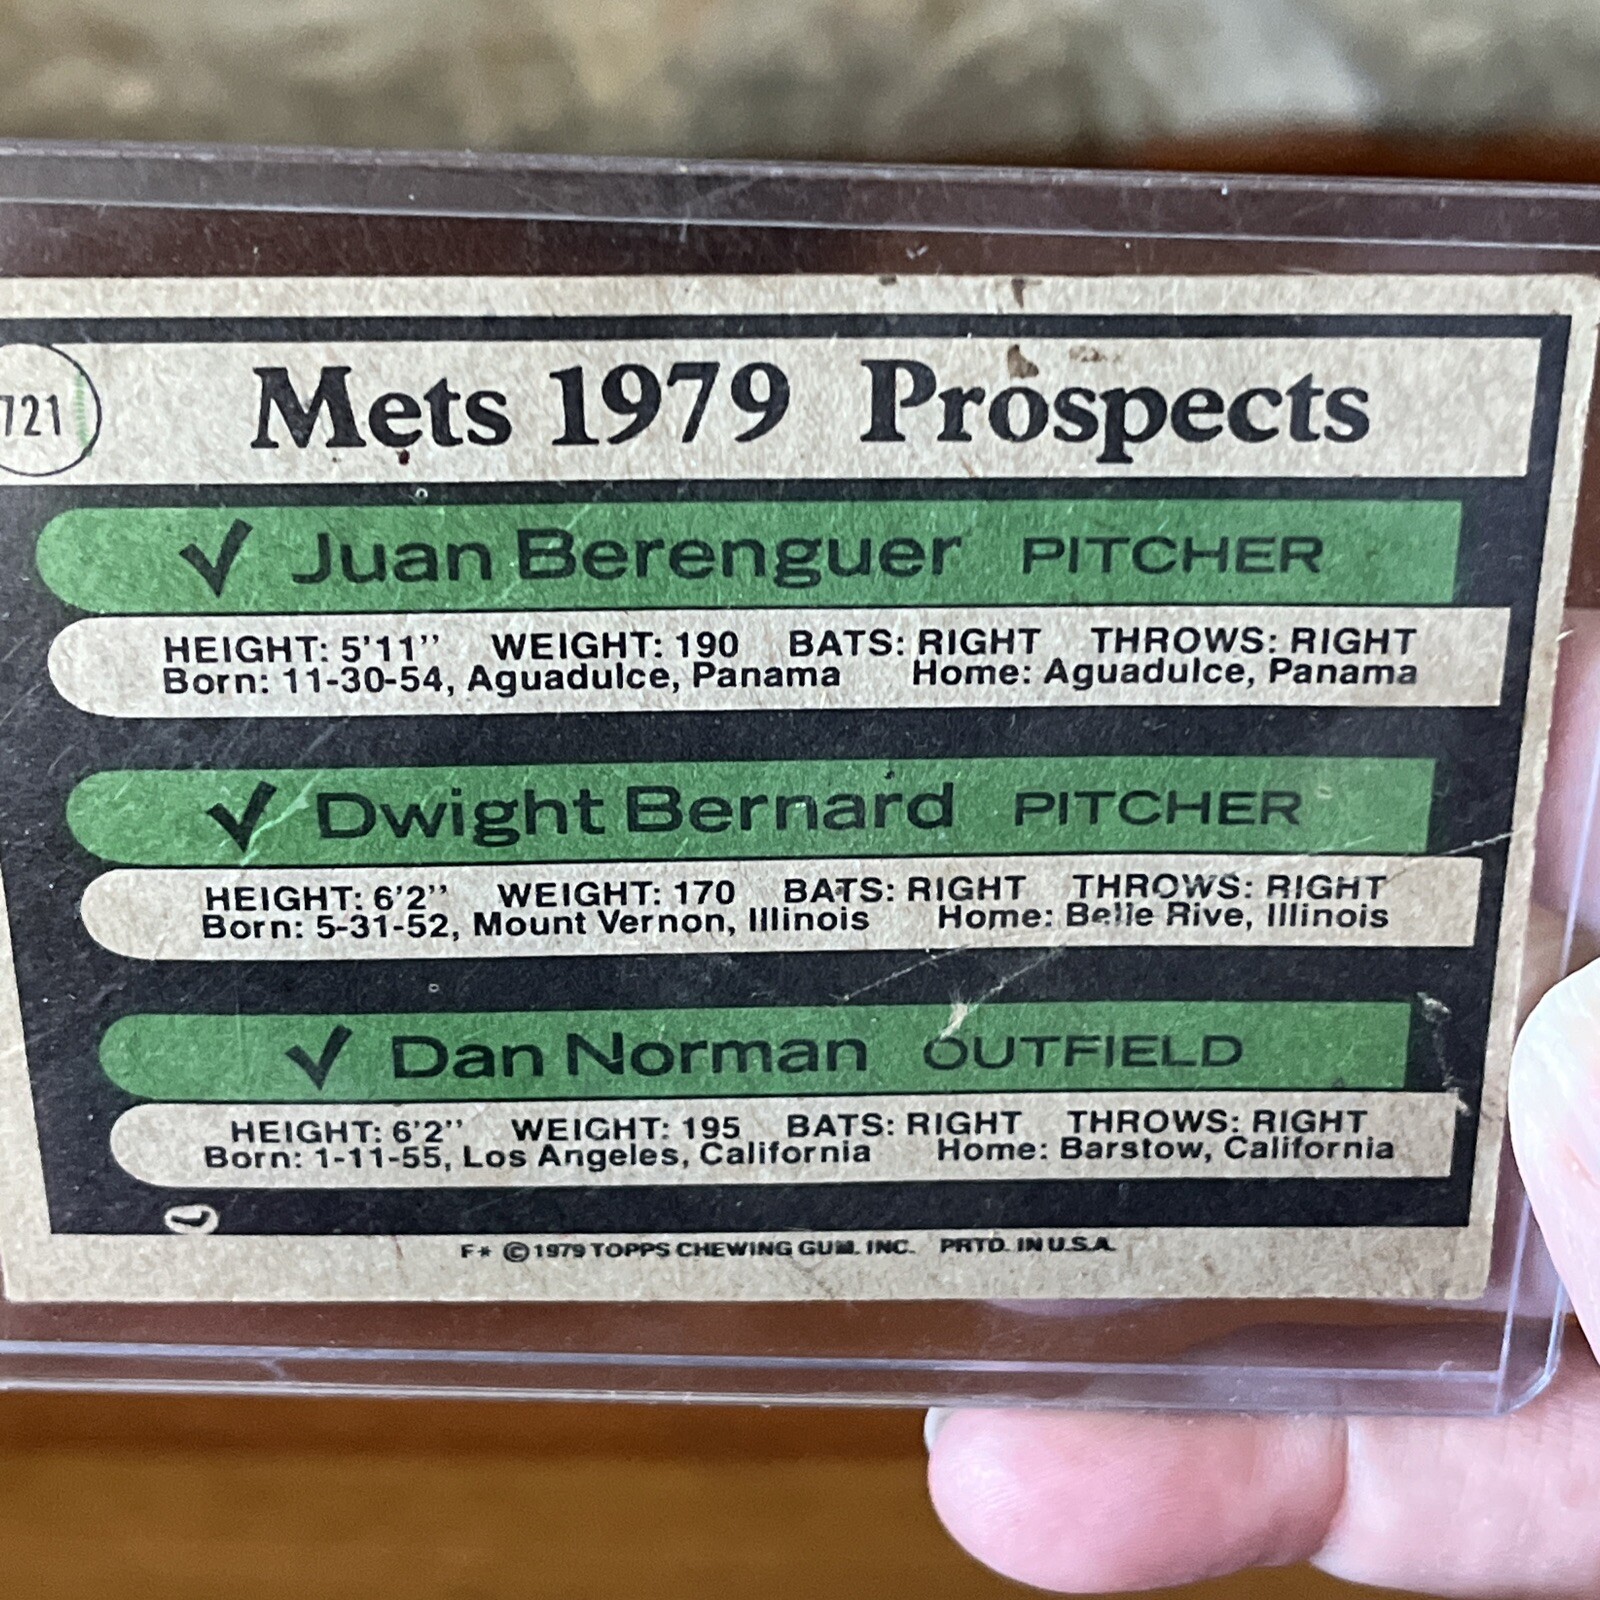 721
Mets 1979 Prospects
✓ Juan Berenguer PITCHER
HEIGHT: 5'11'' WEIGHT: 190 BATS: RIGHT THROWS: RIGHT
Born: 11-30-54, Aguadulce, Panama Home: Aguadulce, Panama
✓ Dwight Bernard PITCHER
HEIGHT: 6'2'' WEIGHT: 170 BATS: RIGHT THROWS: RIGHT
Born: 5-31-52, Mount Vernon, Illinois Home: Belle Rive, Illinois
✓ Dan Norman OUTFIELD
HEIGHT: 6'2'' WEIGHT: 195 BATS: RIGHT THROWS: RIGHT
Born: 1-11-55, Los Angeles, California Home: Barstow, California
F* © 1979 TOPPS CHEWING GUM. INC. PRTD. IN U.S.A.